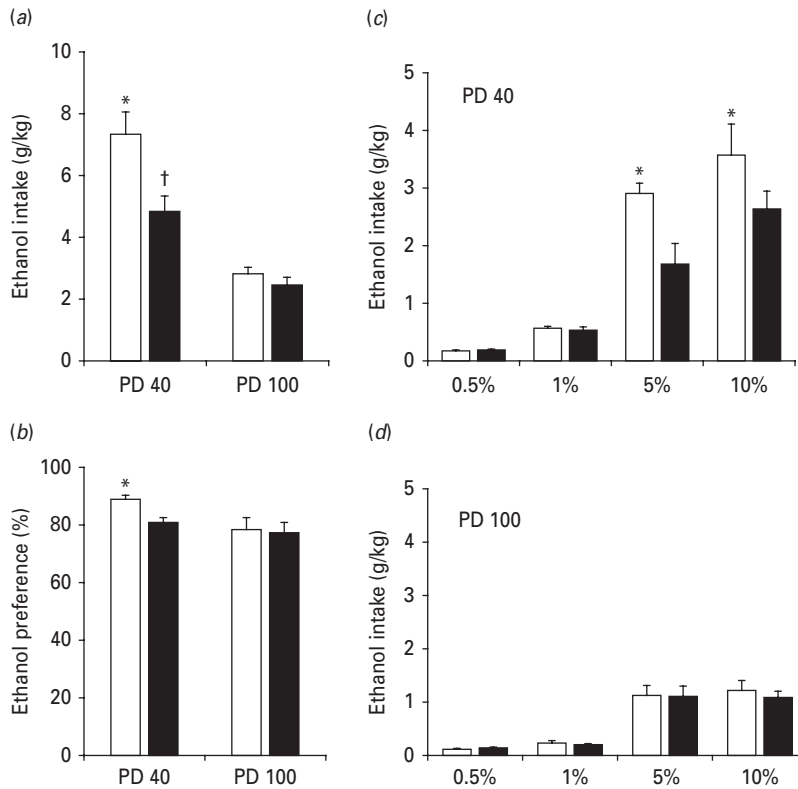 (a)
Ethanol intake (g/kg)
10
8
6
4
2
0
*
†
PD 40 PD 100
(c)
Ethanol intake (g/kg)
5
4
3
2
1
0
PD 40
*
*
0.5% 1% 5% 10%
(b)
Ethanol preference (%)
100
80
60
40
20
0
*
PD 40 PD 100
(d)
Ethanol intake (g/kg)
5
4
3
2
1
0
PD 100
0.5% 1% 5% 10%